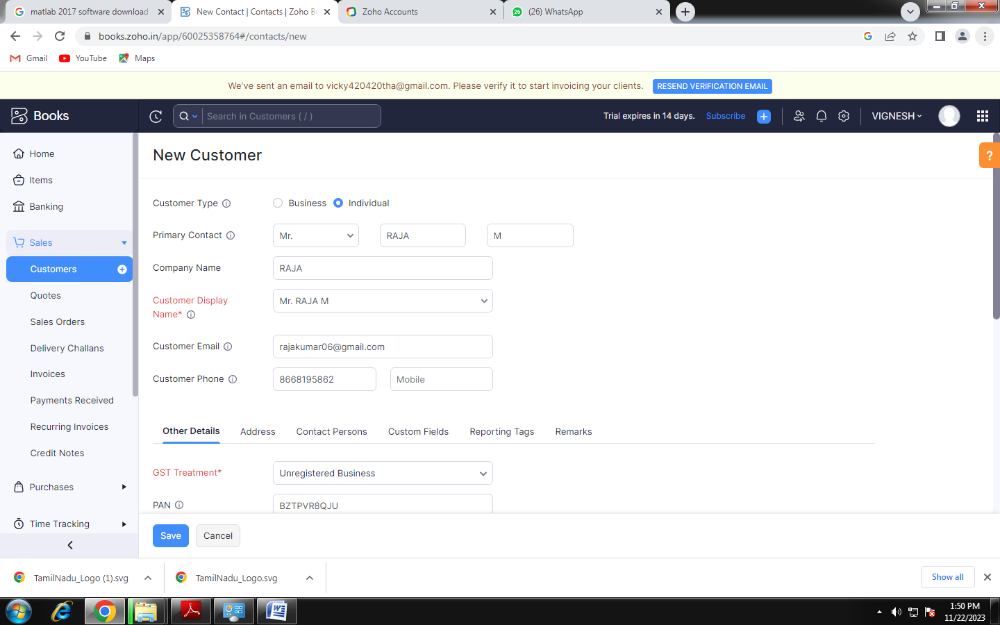 matlab 2017 software download
New Contact | Contacts | Zoho Bo
Zoho Accounts
26 (26) WhatsApp
books.zoho.in/app/60025358764#/contacts/new
Gmail YouTube Maps
We've sent an email to vicky420420tha@gmail.com. Please verify it to start invoicing your clients. RESEND VERIFICATION EMAIL
Books
Search in Customers ( / )
Trial expires in 14 days. Subscribe
VIGNESH
Home
Items
Banking
Sales
Customers
Quotes
Sales Orders
Delivery Challans
Invoices
Payments Received
Recurring Invoices
Credit Notes
Purchases
Time Tracking
New Customer
?
Customer Type Business Individual
Primary Contact Mr. RAJA M
Company Name RAJA
Customer Display
Name* Mr. RAJA M
Customer Email rajakumar06@gmail.com
Customer Phone 8668195862 Mobile
Other Details Address Contact Persons Custom Fields Reporting Tags Remarks
GST Treatment* Unregistered Business
PAN BZTPVR8QJU
Save Cancel
TamilNadu_Logo (1).svg TamilNadu_Logo.svg Show all
1:50 PM
11/22/2023